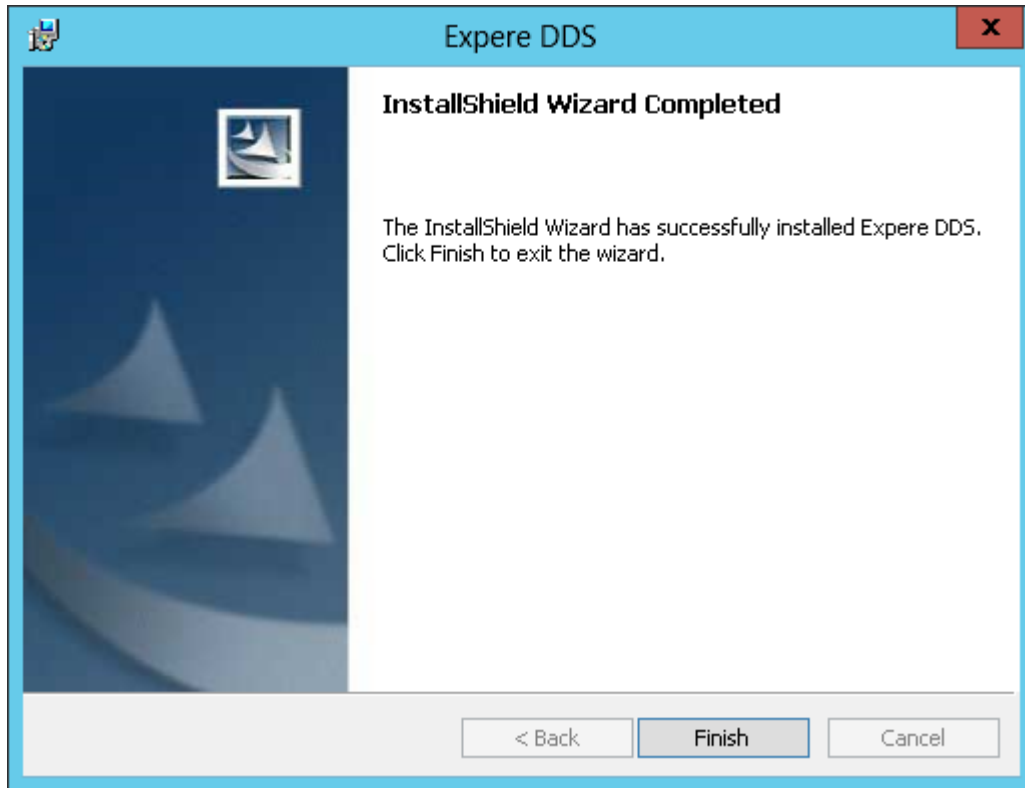 Expere DDS
x
InstallShield Wizard Completed
The InstallShield Wizard has successfully installed Expere DDS.
Click Finish to exit the wizard.
< Back
Finish
Cancel